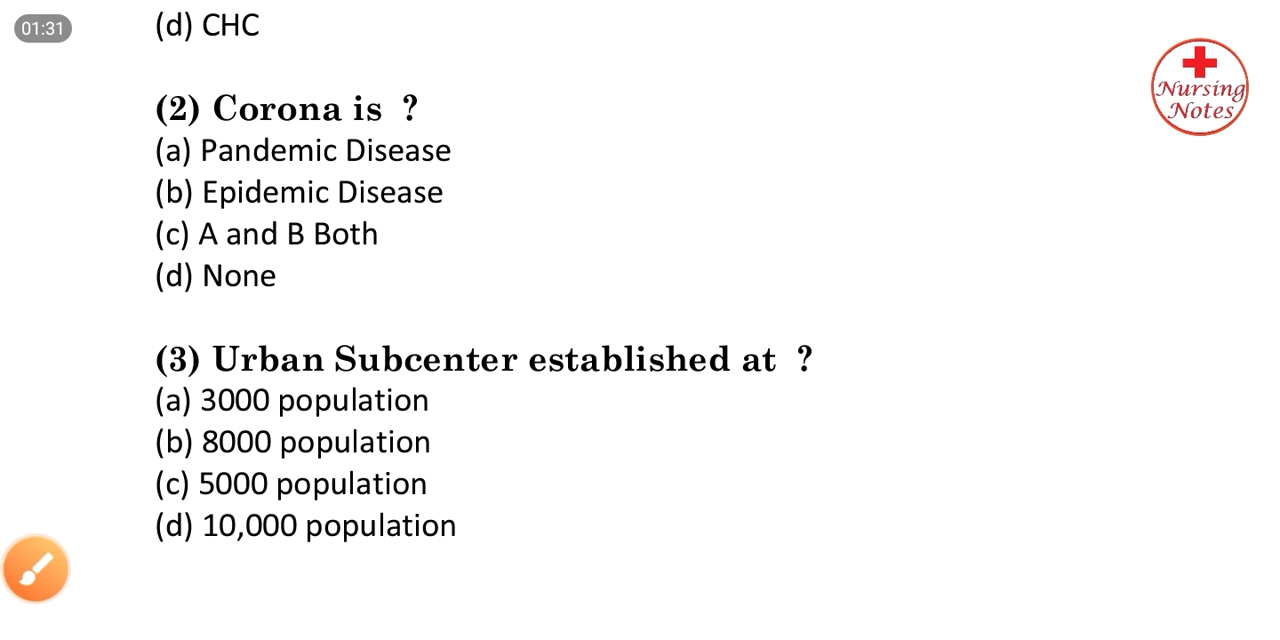 01:31
(d) CHC
Nursing
Notes
(2) Corona is ?
(a) Pandemic Disease
(b) Epidemic Disease
(c) A and B Both
(d) None
(3) Urban Subcenter established at ?
(a) 3000 population
(b) 8000 population
(c) 5000 population
(d) 10,000 population